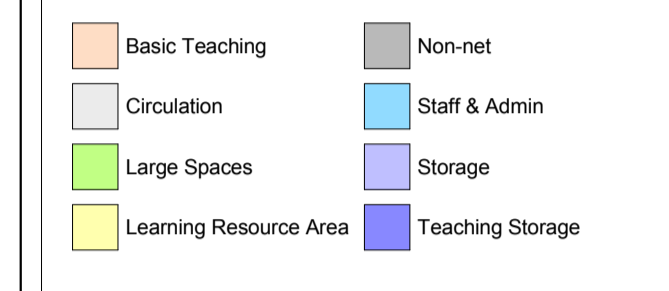 Basic Teaching
Non-net
Circulation
Staff & Admin
Large Spaces
Storage
Learning Resource Area
Teaching Storage